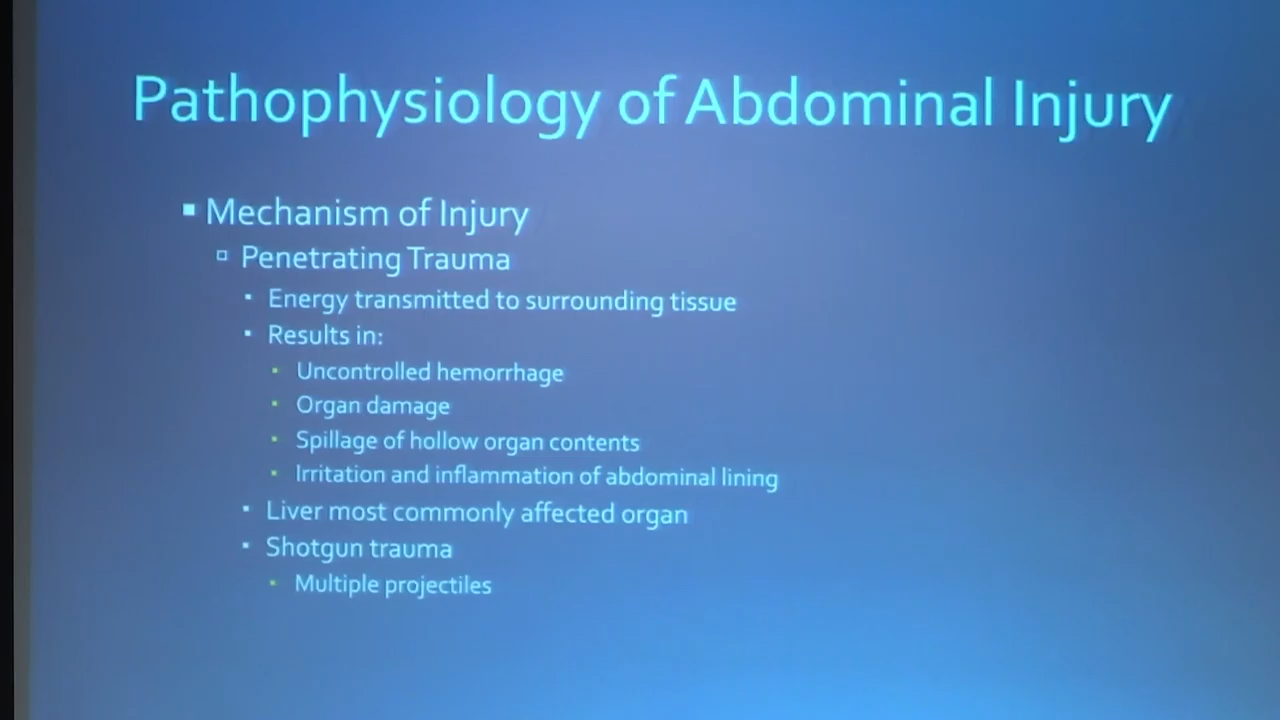 Pathophysiology of Abdominal Injury
Mechanism of Injury
Penetrating Trauma
Energy transmitted to surrounding tissue
Results in:
Uncontrolled hemorrhage
Organ damage
Spillage of hollow organ contents
Irritation and inflammation of abdominal lining
Liver most commonly affected organ
Shotgun trauma
Multiple projectiles